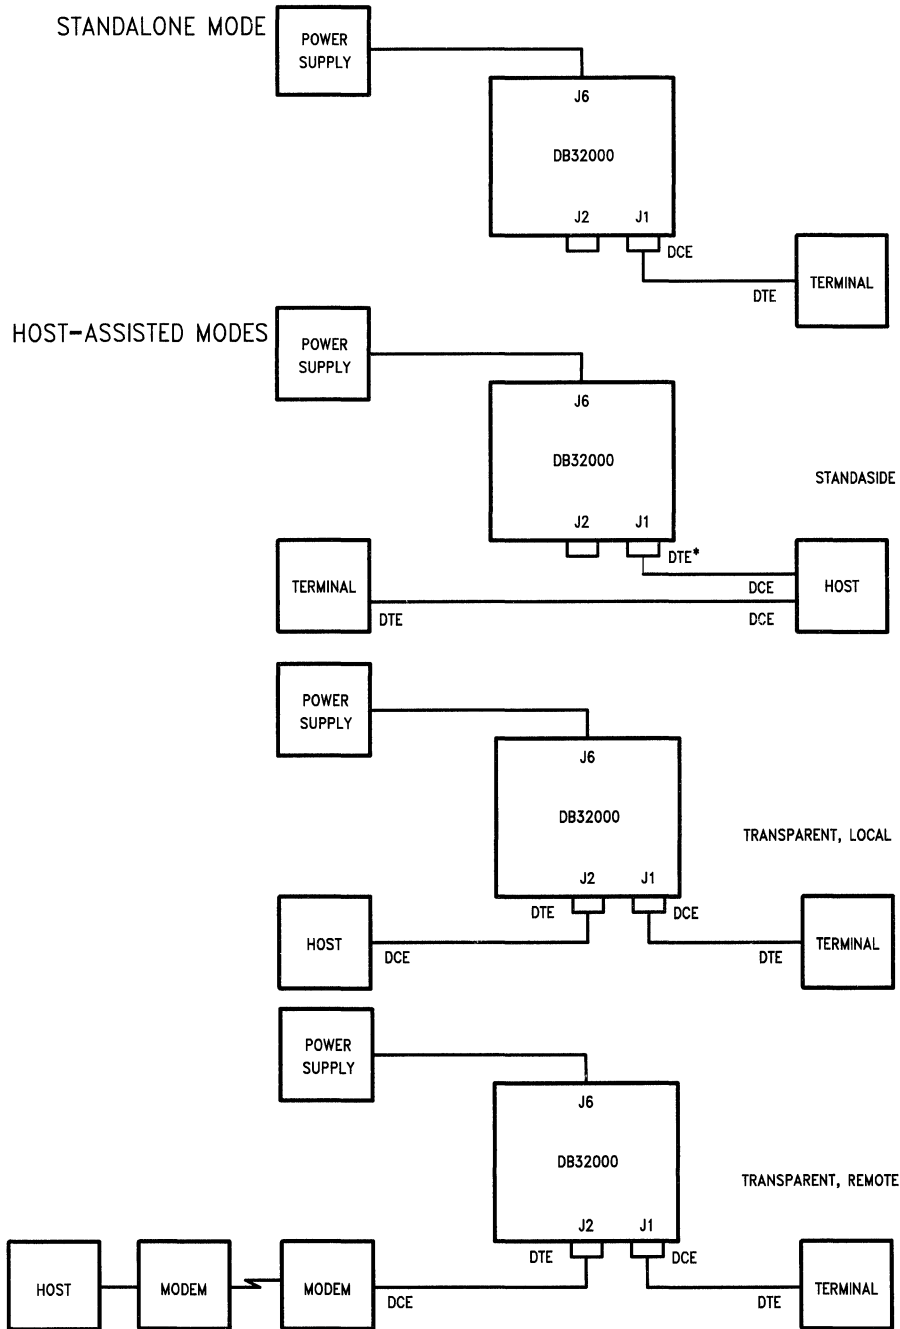 STANDALONE MODE
POWER
SUPPLY
J6
DB32000
J2 J1
DCE
DTE
TERMINAL
HOST-ASSISTED MODES
POWER
SUPPLY
J6
DB32000
STANDASIDE
J2 J1
DTE*
TERMINAL
DCE
HOST
DTE
DCE
POWER
SUPPLY
J6
DB32000
TRANSPARENT, LOCAL
J2 J1
DTE
DCE
HOST
DCE
DTE
TERMINAL
POWER
SUPPLY
J6
DB32000
TRANSPARENT, REMOTE
J2 J1
DTE
DCE
HOST
MODEM
MODEM
DCE
DTE
TERMINAL